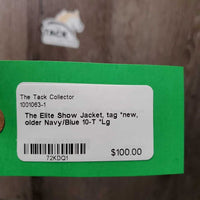 The Tack Collector
1001063-1
The Elite Show Jacket, tag *new,
older Navy/Blue 10-T *Lg
$100.00
72KDQ1